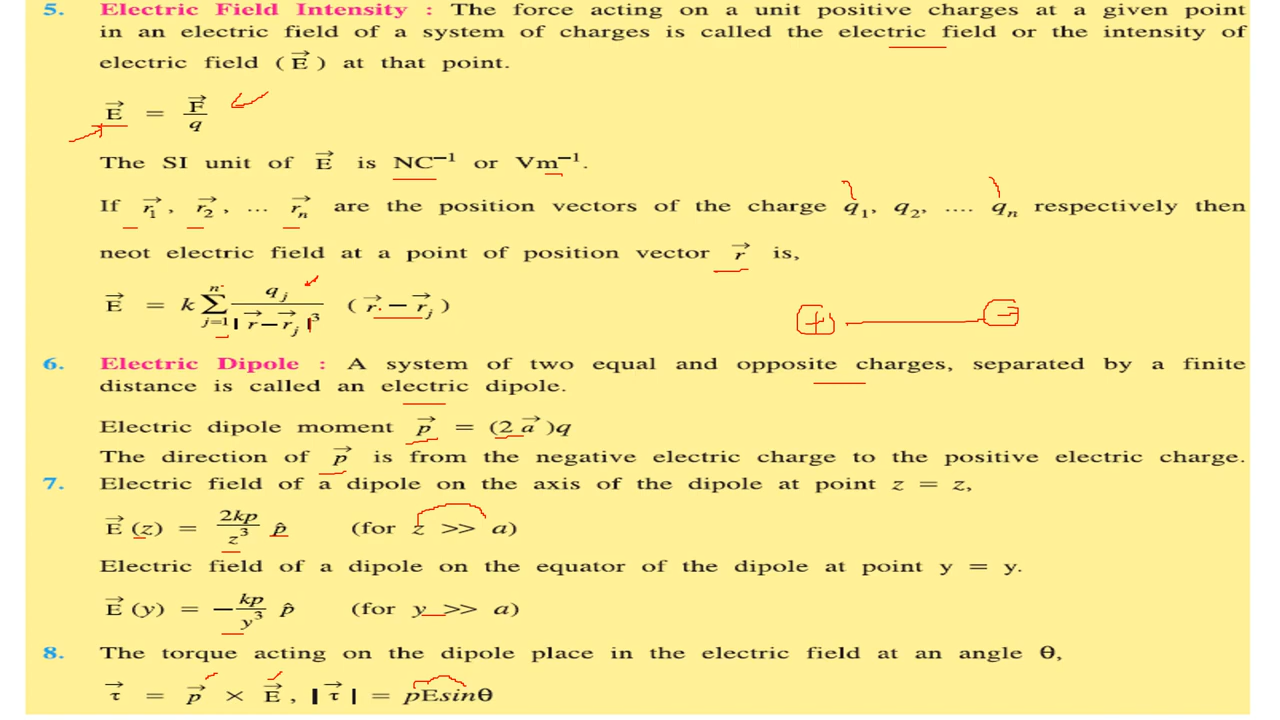 5. Electric Field Intensity : The force acting on a unit positive charges at a given point
in an electric field of a system of charges is called the electric field or the intensity of
electric field ( E⃗ ) at that point.
E⃗ = F⃗/q
The SI unit of E⃗ is NC⁻¹ or Vm⁻¹.
If r⃗₁ , r⃗₂ , ... r⃗ₙ are the position vectors of the charge q₁, q₂, .... qₙ respectively then
neot electric field at a point of position vector r⃗ is,
E⃗ = k ∑ⱼ₌₁ⁿ qⱼ/|r⃗−r⃗ⱼ|³ (r⃗−r⃗ⱼ)
+ −
6. Electric Dipole : A system of two equal and opposite charges, separated by a finite
distance is called an electric dipole.
Electric dipole moment p⃗ = (2 a⃗ )q
The direction of p⃗ is from the negative electric charge to the positive electric charge.
7. Electric field of a dipole on the axis of the dipole at point z = z,
E⃗ (z) = 2kp/z³ p̂ (for z >> a)
Electric field of a dipole on the equator of the dipole at point y = y.
E⃗ (y) = −kp/y³ p̂ (for y >> a)
8. The torque acting on the dipole place in the electric field at an angle θ,
τ⃗ = p⃗ × E⃗ , |τ⃗| = pEsinθ